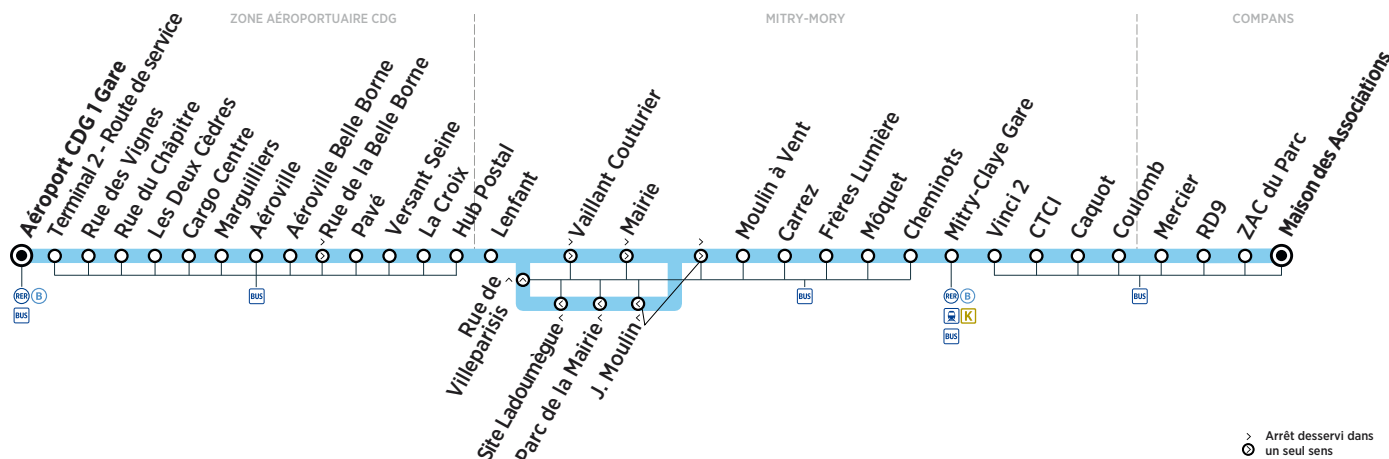 ZONE AÉROPORTUAIRE CDG
MITRY-MORY
COMPANS
Aéroport CDG 1 Gare
Terminal 2 - Route de service
Rue des Vignes
Rue du Châpitre
Les Deux Cèdres
Cargo Centre
Marguilliers
Aéroville
Aéroville Belle Borne
Rue de la Belle Borne
Pavé
Versant Seine
La Croix
Hub Postal
Lenfant
Vaillant Couturier
Mairie
Moulin à Vent
Carrez
Frères Lumière
Môquet
Cheminots
Mitry-Claye Gare
Vinci 2
CTCI
Caquot
Coulomb
Mercier
RD9
ZAC du Parc
Maison des Associations
Rue de
Villeparisis
Site Ladoumègue
Parc de la Mairie
J. Moulin
RER B
BUS
BUS
BUS
RER B
K
BUS
BUS
Arrêt desservi dans
un seul sens